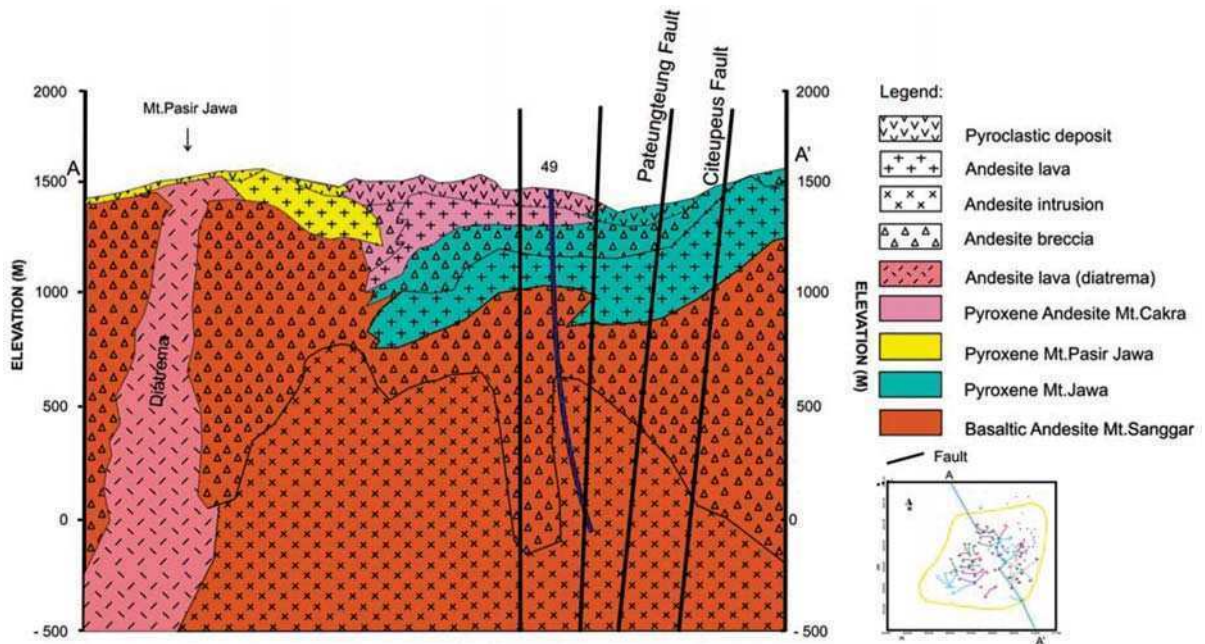 2000
1500
1000
500
0
- 500
ELEVATION (M)
Mt.Pasir Jawa
A
Diatrema
49
Pateungteung Fault
Citeupeus Fault
A'
2000
1500
1000
500
0
- 500
ELEVATION (M)
Legend:
Pyroclastic deposit
Andesite lava
Andesite intrusion
Andesite breccia
Andesite lava (diatrema)
Pyroxene Andesite Mt.Cakra
Pyroxene Mt.Pasir Jawa
Pyroxene Mt.Jawa
Basaltic Andesite Mt.Sanggar
Fault
A
A'